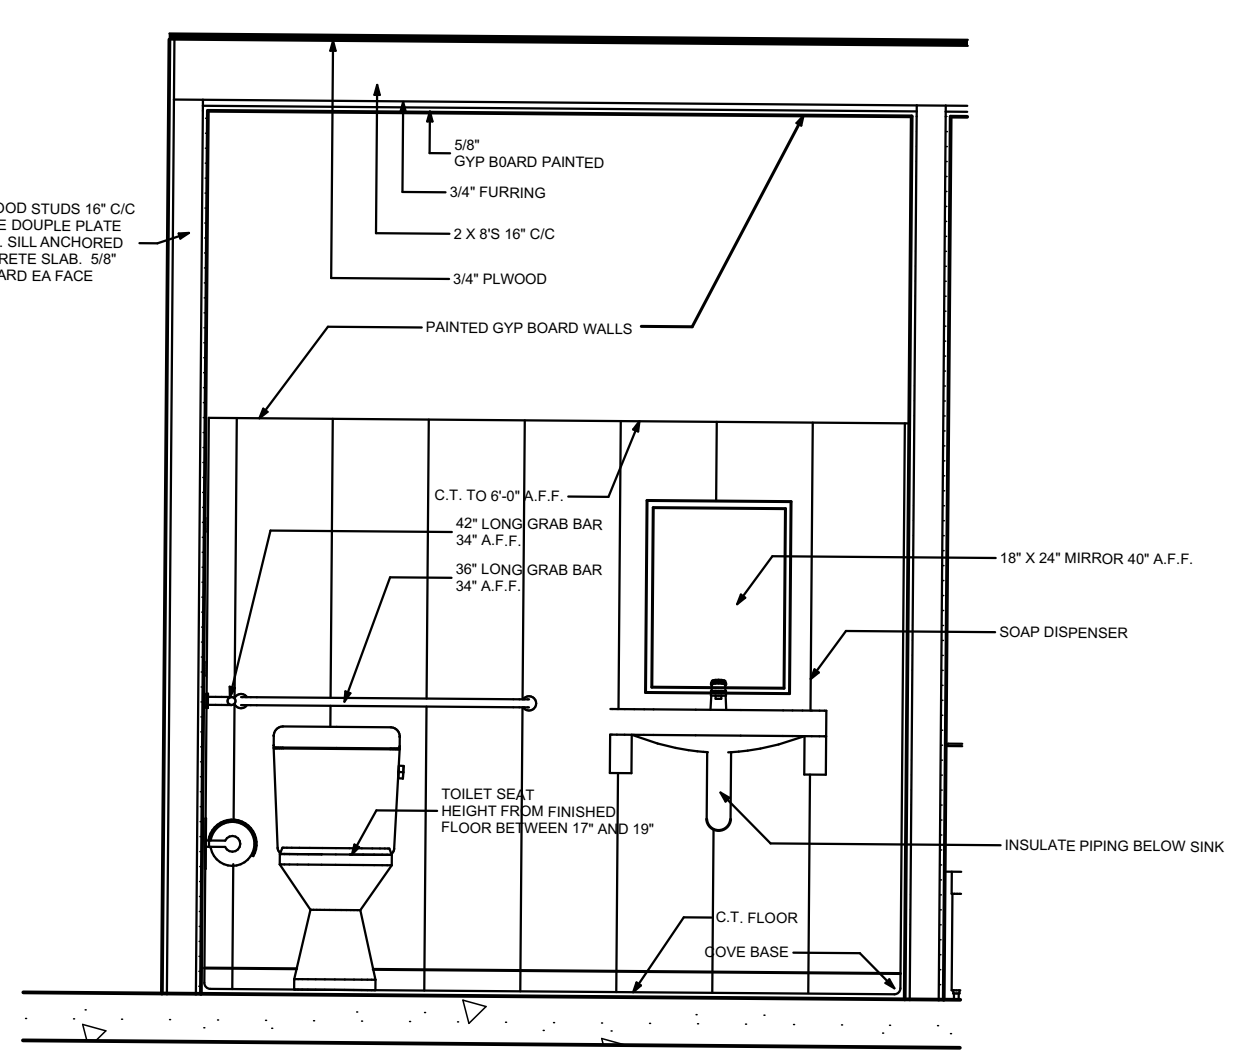 5/8"
GYP B0ARD PAINTED
3/4" FURRING
OOD STUDS 16" C/C
E DOUPLE PLATE
. SILL ANCHORED
RETE SLAB. 5/8"
ARD EA FACE
2 X 8'S 16" C/C
3/4" PLWOOD
PAINTED GYP BOARD WALLS
C.T. TO 6'-0" A.F.F.
42" LONG GRAB BAR
34" A.F.F.
36" LONG GRAB BAR
34" A.F.F.
18" X 24" MIRROR 40" A.F.F.
SOAP DISPENSER
TOILET SEAT
HEIGHT FROM FINISHED
FLOOR BETWEEN 17" AND 19"
INSULATE PIPING BELOW SINK
C.T. FLOOR
COVE BASE